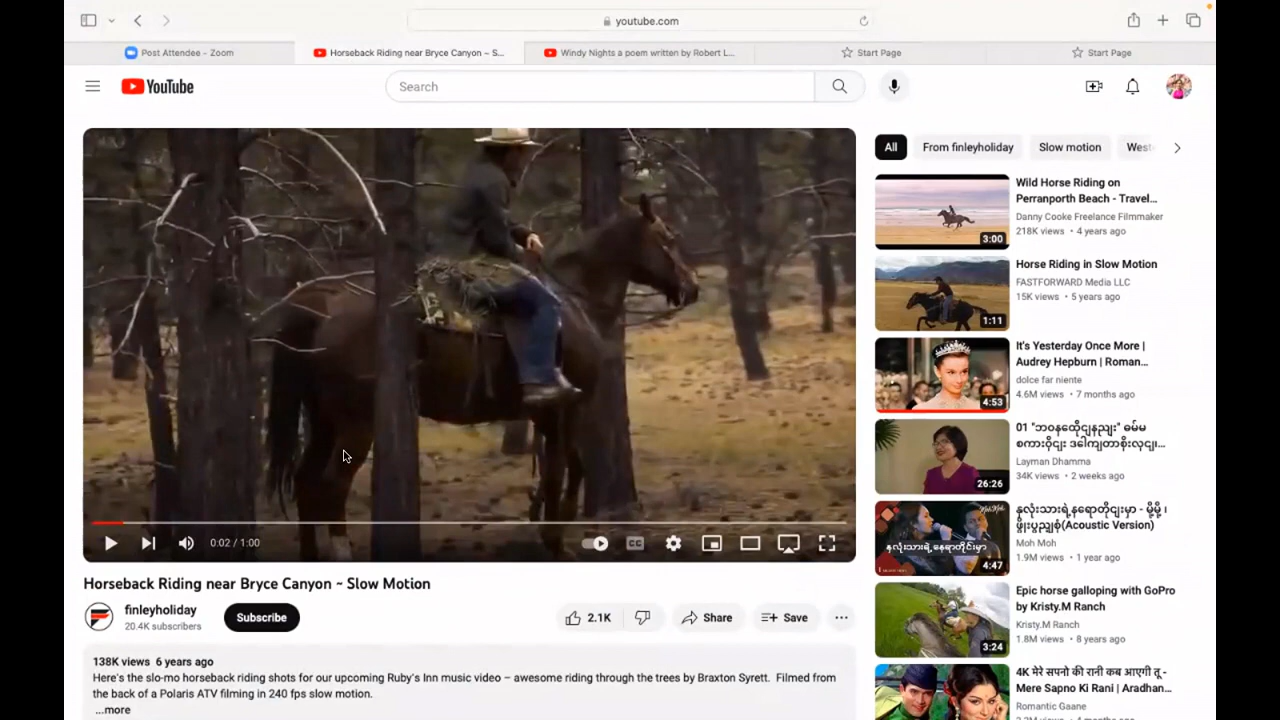 youtube.com
Post Attendee - Zoom
Horseback Riding near Bryce Canyon ~ S...
Windy Nights a poem written by Robert L...
Start Page
Start Page
YouTube
Search
All
From finleyholiday
Slow motion
West
Wild Horse Riding on
Perranporth Beach - Travel...
Danny Cooke Freelance Filmmaker
218K views • 4 years ago
3:00
Horse Riding in Slow Motion
FASTFORWARD Media LLC
15K views • 5 years ago
1:11
It's Yesterday Once More |
Audrey Hepburn | Roman...
dolce far niente
4.6M views • 7 months ago
4:53
Layman Dhamma
34K views • 2 weeks ago
26:26
(Acoustic Version)
Moh Moh
1.9M views • 1 year ago
4:47
Epic horse galloping with GoPro
by Kristy.M Ranch
Kristy.M Ranch
1.8M views • 8 years ago
3:24
4K मेरे सपनो की रानी कब आएगी तू -
Mere Sapno Ki Rani | Aradhan...
Romantic Gaane
0:02 / 1:00
CC
Horseback Riding near Bryce Canyon ~ Slow Motion
finleyholiday
20.4K subscribers
Subscribe
2.1K
Share
Save
138K views 6 years ago
Here's the slo-mo horseback riding shots for our upcoming Ruby's Inn music video – awesome riding through the trees by Braxton Syrett. Filmed from
the back of a Polaris ATV filming in 240 fps slow motion.
...more